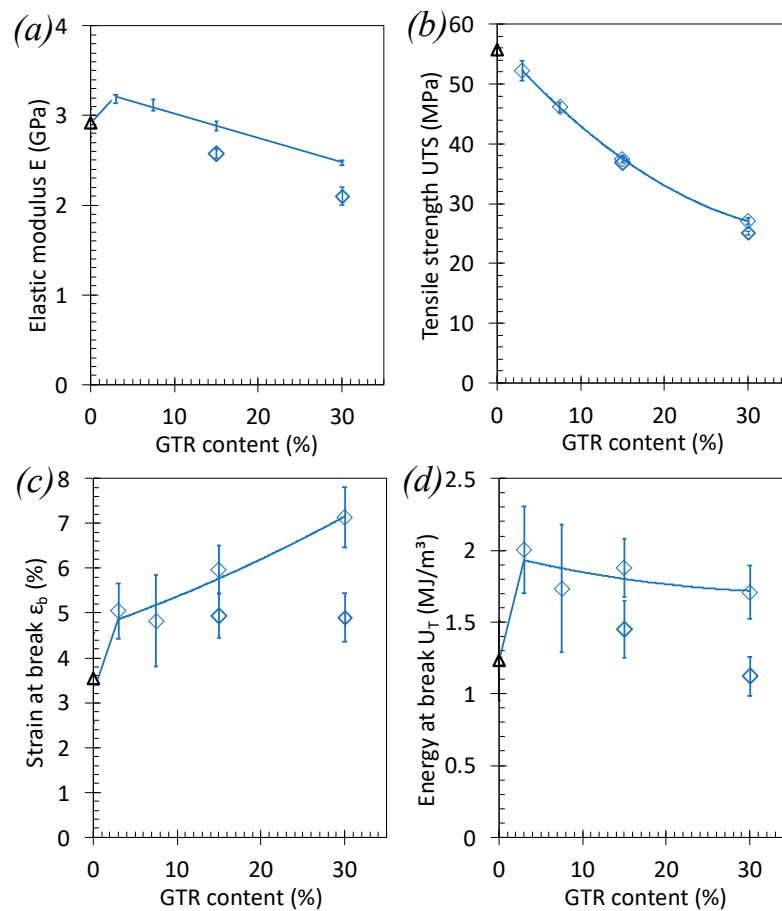 (a)
4
3
2
1
0
Elastic modulus E (GPa)
0 10 20 30
GTR content (%)
(b)
60
50
40
30
20
10
0
Tensile strength UTS (MPa)
0 10 20 30
GTR content (%)
(c)
8
7
6
5
4
3
2
1
0
Strain at break ε_b (%)
0 10 20 30
GTR content (%)
(d)
2.5
2
1.5
1
0.5
0
Energy at break U_T (MJ/m³)
0 10 20 30
GTR content (%)